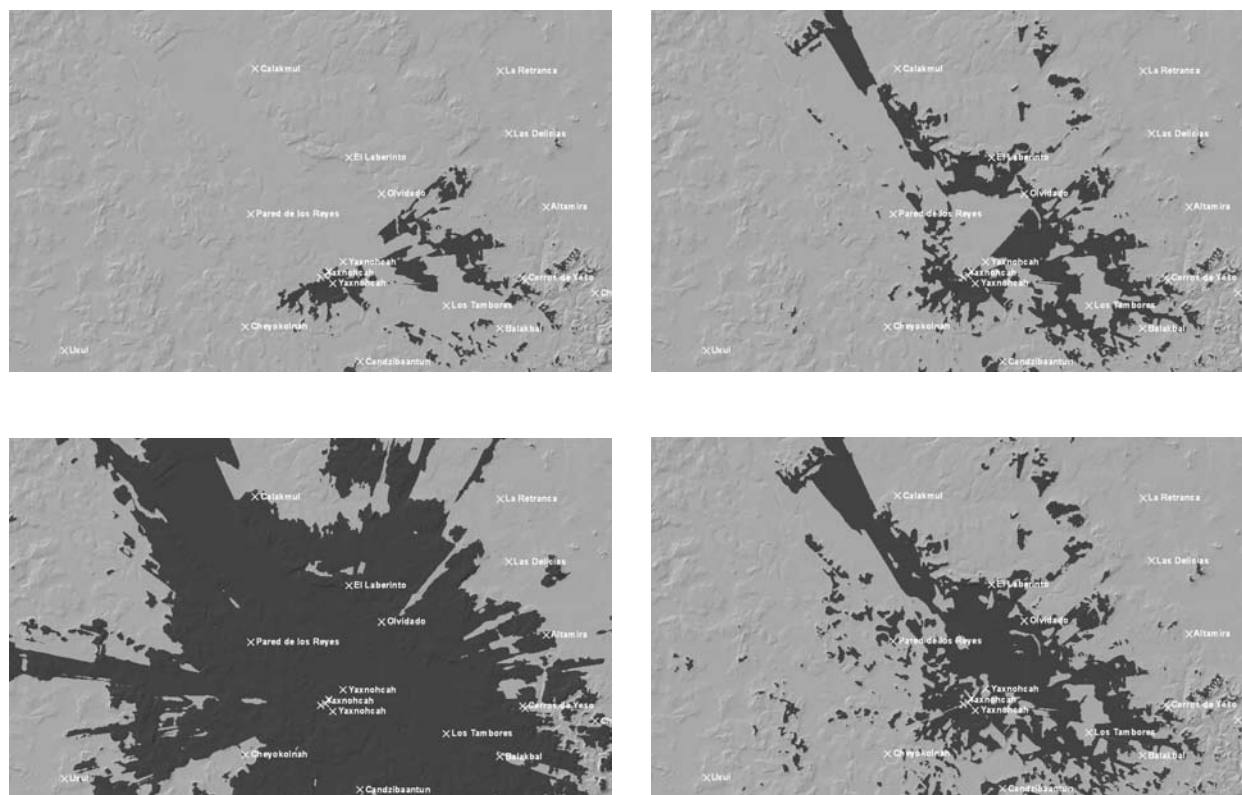 Calakmul
La Retranca
Las Delicias
El Laberinto
Olvidado
Pared de los Reyes
Altamira
Yaxnohcah
Yaxnohcah
Yaxnohcah
Cerros de Yeso
Los Tambores
Cheyokolnah
Balakbal
Uxul
Candzibaantun
Calakmul
La Retranca
Las Delicias
El Laberinto
Olvidado
Pared de los Reyes
Altamira
Yaxnohcah
Yaxnohcah
Yaxnohcah
Cerros de Yeso
Los Tambores
Cheyokolnah
Balakbal
Uxul
Candzibaantun
Calakmul
La Retranca
Las Delicias
El Laberinto
Olvidado
Pared de los Reyes
Altamira
Yaxnohcah
Yaxnohcah
Yaxnohcah
Cerros de Yeso
Los Tambores
Cheyokolnah
Balakbal
Uxul
Candzibaantun
Calakmul
La Retranca
Las Delicias
El Laberinto
Olvidado
Pared de los Reyes
Altamira
Yaxnohcah
Yaxnohcah
Yaxnohcah
Cerros de Yeso
Los Tambores
Cheyokolnah
Balakbal
Uxul
Candzibaantun